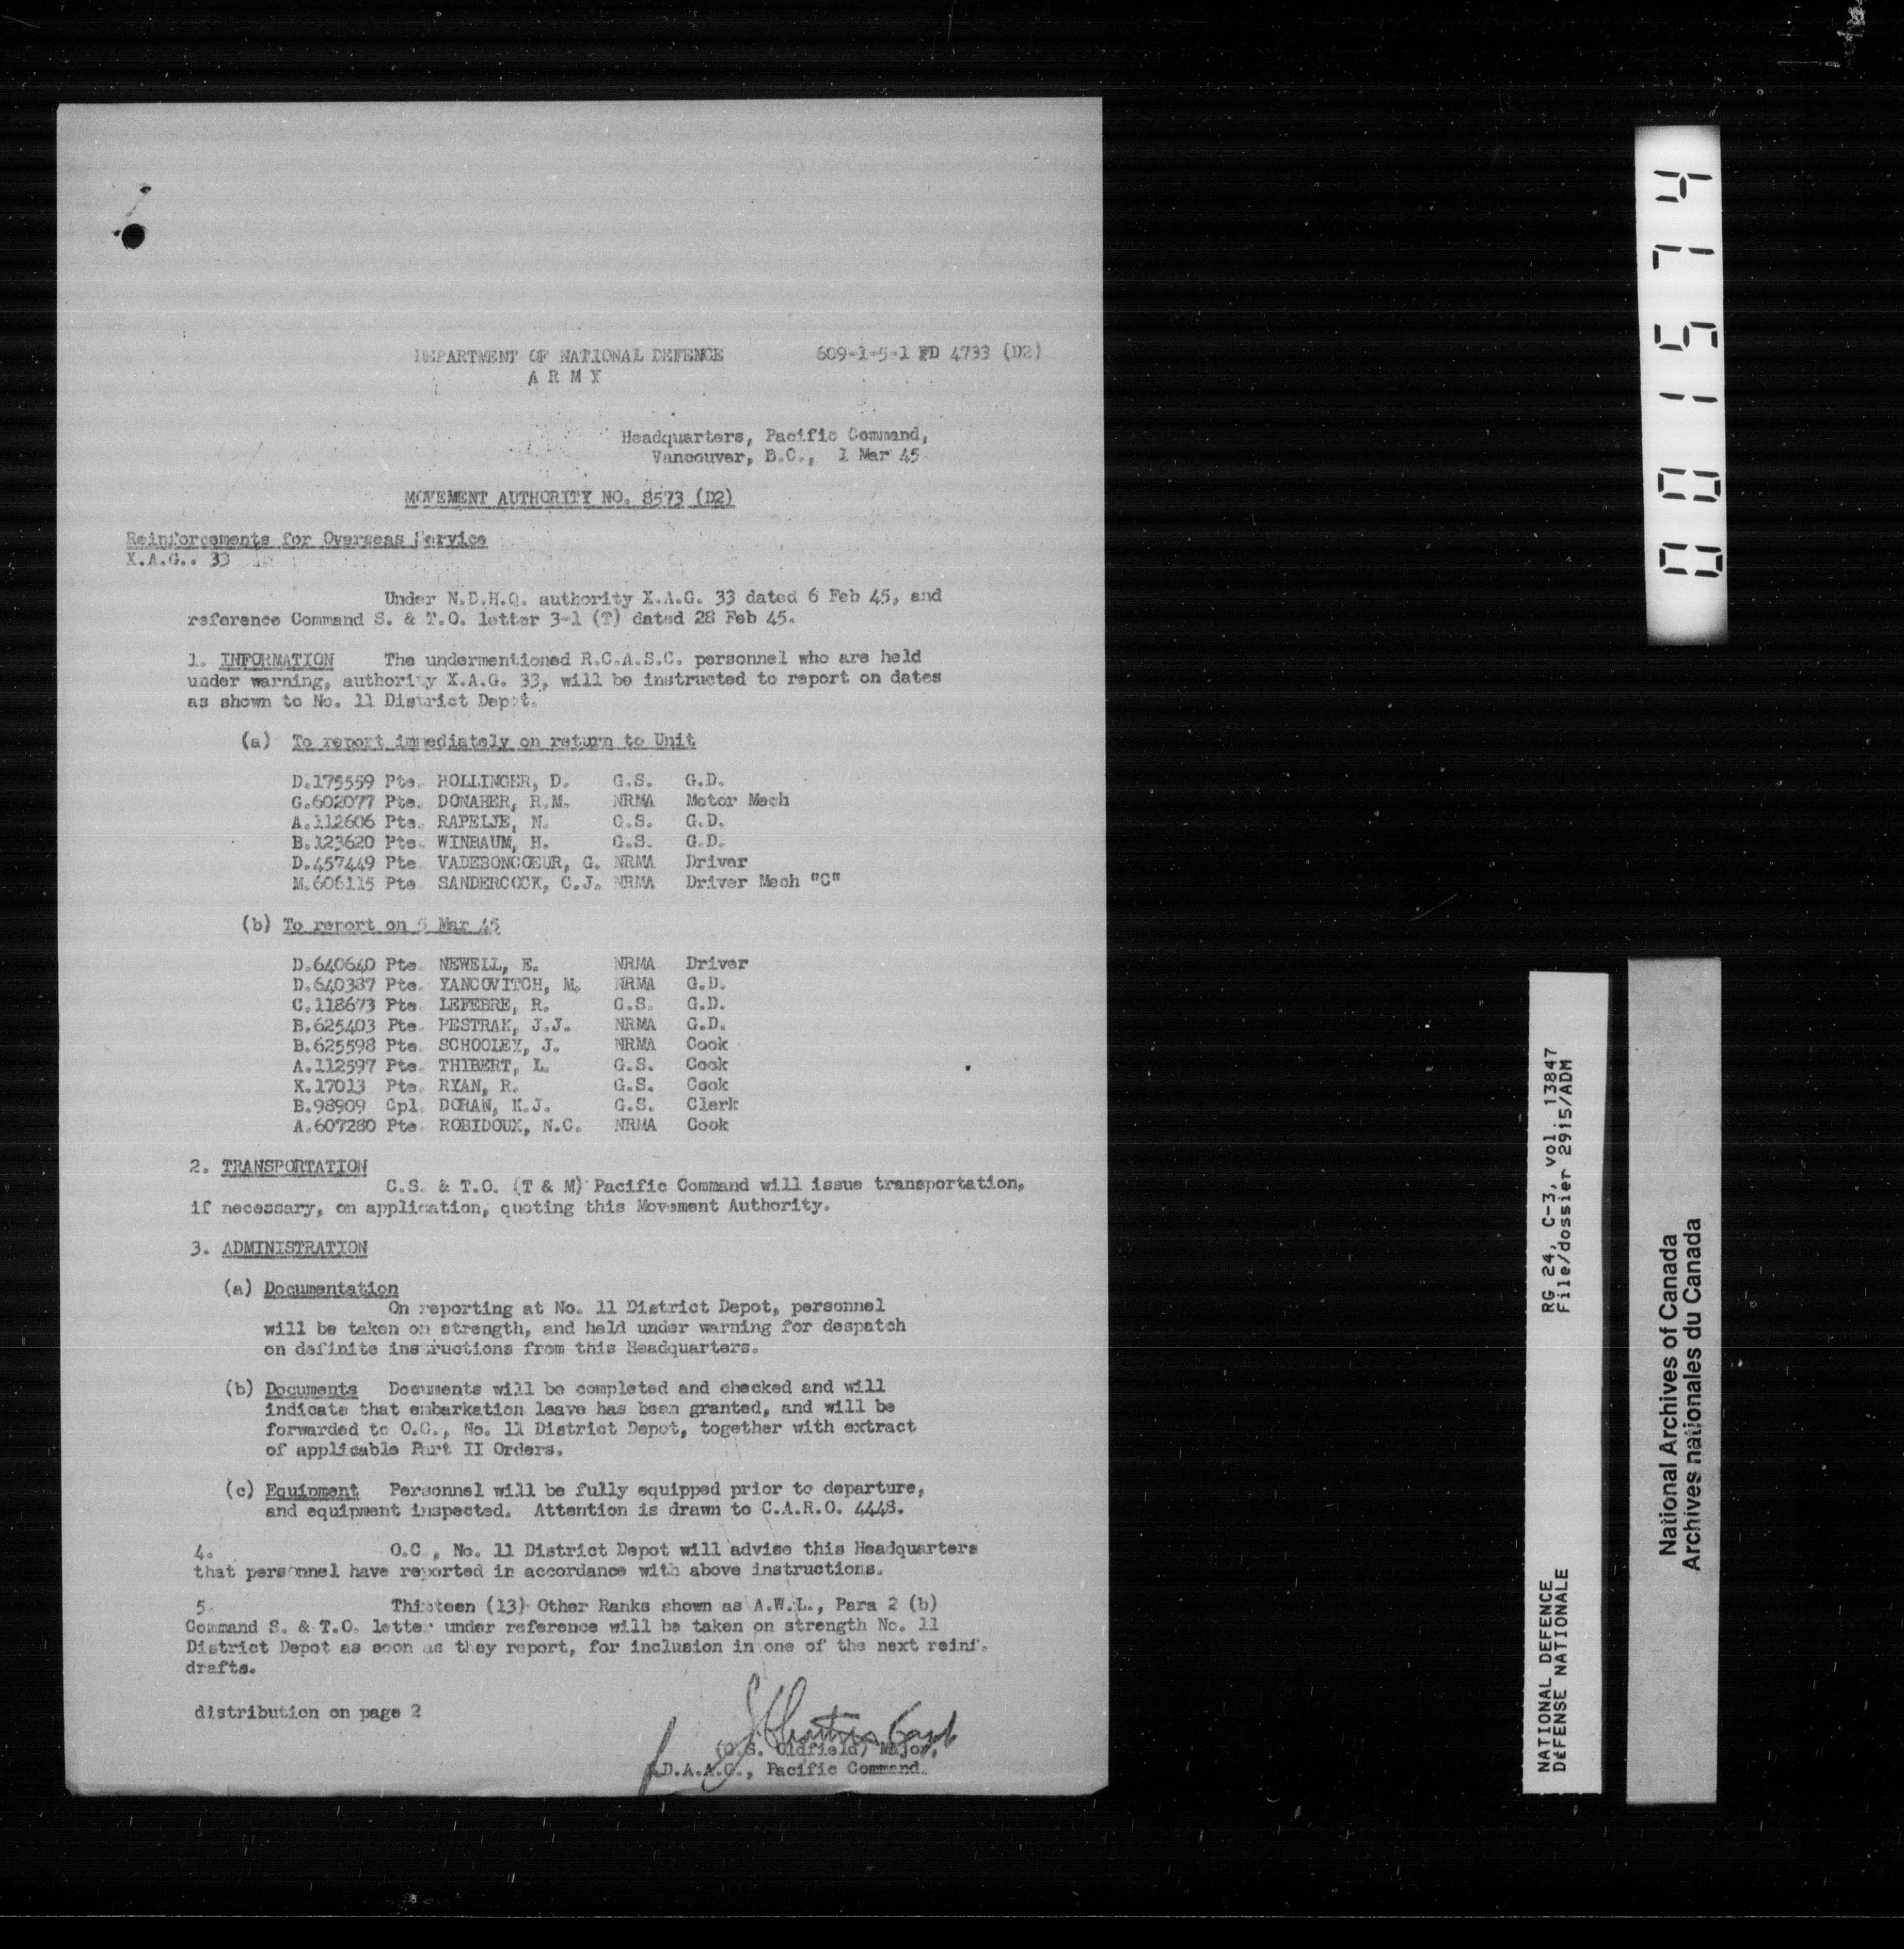 DEPARTMENT OF NATIONAL DEFENCE 609-1-5-1 FD 4733 (D2)
A R M Y
Headquarters, Pacific Command,
Vancouver, B.C., 1 Mar 45.
MOVEMENT AUTHORITY NO. 8573 (D2)
Reinforcements for Overseas Service
X.A.G.. 33
Under N.D.H.Q. authority X.A.G. 33 dated 6 Feb 45, and
reference Command S. & T.O. letter 3-1 (T) dated 28 Feb 45.
1. INFORMATION The undermentioned R.C.A.S.C. personnel who are held
under warning, authority X.A.G. 33, will be instructed to report on dates
as shown to No. 11 District Depot.
(a) To report immediately on return to Unit
D.175559 Pte. HOLLINGER, D. G.S. G.D.
G.602077 Pte. DONAHER, R.M. NRMA Motor Mech
A.112606 Pte. RAPELJE, N. G.S. G.D.
B.123620 Pte. WINBAUM, H. G.S. G.D.
D.457449 Pte. VADEBONCŒUR, G. NRMA Driver
M.606115 Pte. SANDERCOCK, C.J. NRMA Driver Mech "C"
(b) To report on 5 Mar 45
D.640640 Pte. NEWELL, E. NRMA Driver
D.640387 Pte. YANCOVITCH, M. NRMA G.D.
C.118673 Pte. LEFEBRE, R. G.S. G.D.
B.625403 Pte. PESTRAK, J.J. NRMA G.D.
B.625598 Pte. SCHOOLEY, J. NRMA Cook
A.112597 Pte. THIBERT, L. G.S. Cook
K.17013 Pte. RYAN, R. G.S. Cook
B.98909 Cpl. DORAN, K.J. G.S. Clerk
A.607280 Pte. ROBIDOUX, N.C. NRMA Cook
2. TRANSPORTATION
C.S. & T.O. (T & M) Pacific Command will issue transportation,
if necessary, on application, quoting this Movement Authority.
3. ADMINISTRATION
(a) Documentation
On reporting at No. 11 District Depot, personnel
will be taken on strength, and held under warning for despatch
on definite instructions from this Headquarters.
(b) Documents Documents will be completed and checked and will
indicate that embarkation leave has been granted, and will be
forwarded to O.C., No. 11 District Depot, together with extract
of applicable Part II Orders.
(c) Equipment Personnel will be fully equipped prior to departure,
and equipment inspected. Attention is drawn to C.A.R.O. 4448.
4. O.C., No. 11 District Depot will advise this Headquarters
that personnel have reported in accordance with above instructions.
5. Thirteen (13) Other Ranks shown as A.W.L., Para 2 (b)
Command S. & T.O. letter under reference will be taken on strength No. 11
District Depot as soon as they report, for inclusion in one of the next reinf.
drafts.
distribution on page 2
Capt
(O.S. Oldfield) Major,
D.A.A.G., Pacific Command.
001574
RG 24, C-3, vol. 13847
File/dossier 2915/ADM
NATIONAL DEFENCE
DEFENSE NATIONALE
National Archives of Canada
Archives nationales du Canada